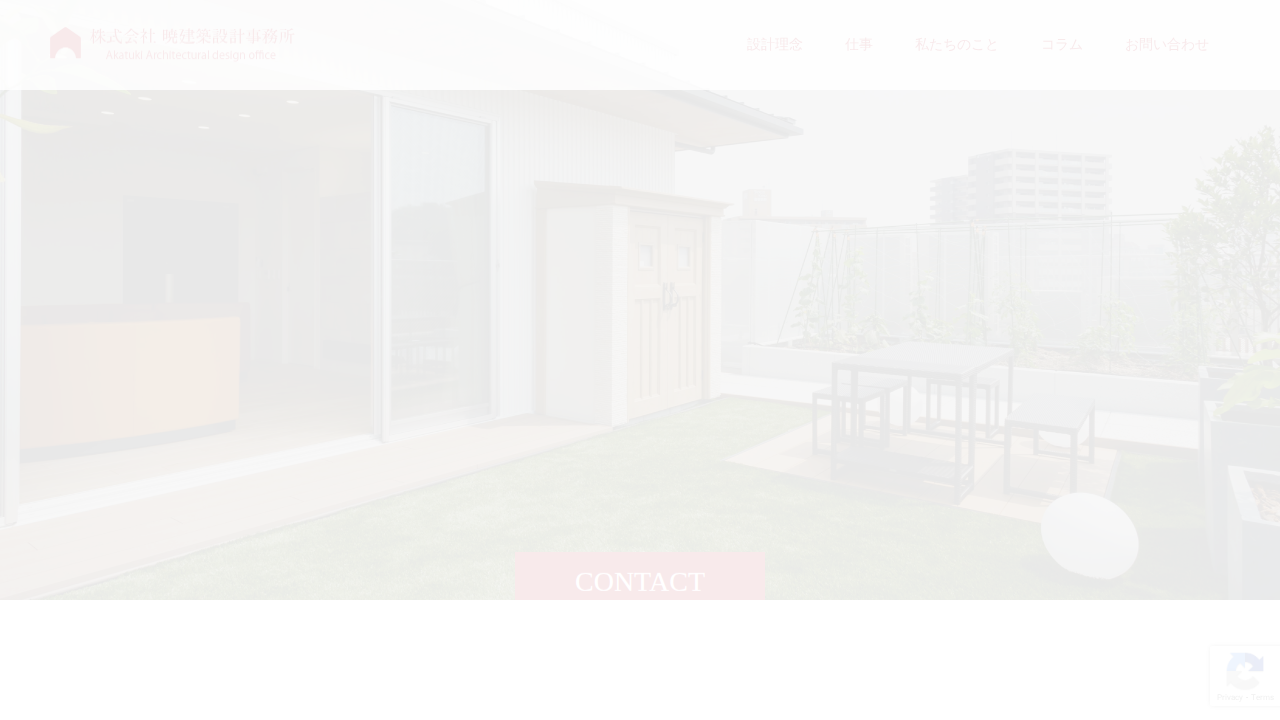 株式会社 暁建築設計事務所
Akatuki Architectural design office
設計理念
仕事
私たちのこと
コラム
お問い合わせ
CONTACT
Privacy - Terms